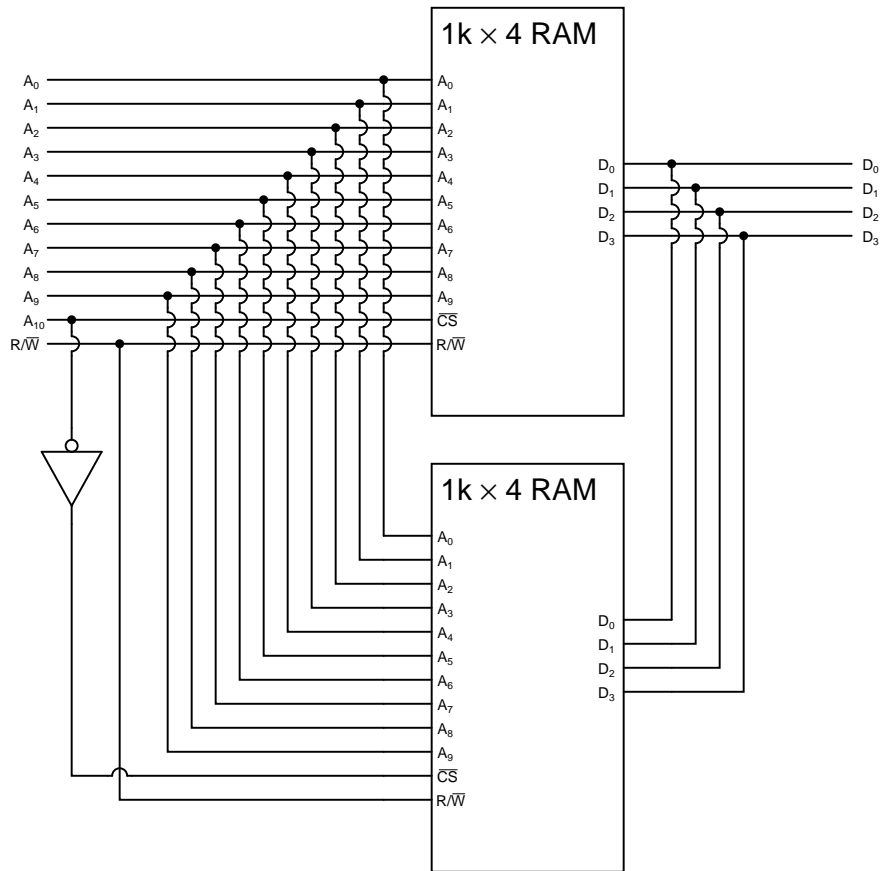 1k × 4 RAM
A₀
A₁
A₂
A₃
A₄
A₅
A₆
A₇
A₈
A₉
A₁₀
R/W̅
A₀
A₁
A₂
A₃
A₄
A₅
A₆
A₇
A₈
A₉
C̅S̅
R/W̅
D₀
D₁
D₂
D₃
D₀
D₁
D₂
D₃
1k × 4 RAM
A₀
A₁
A₂
A₃
A₄
A₅
A₆
A₇
A₈
A₉
C̅S̅
R/W̅
D₀
D₁
D₂
D₃